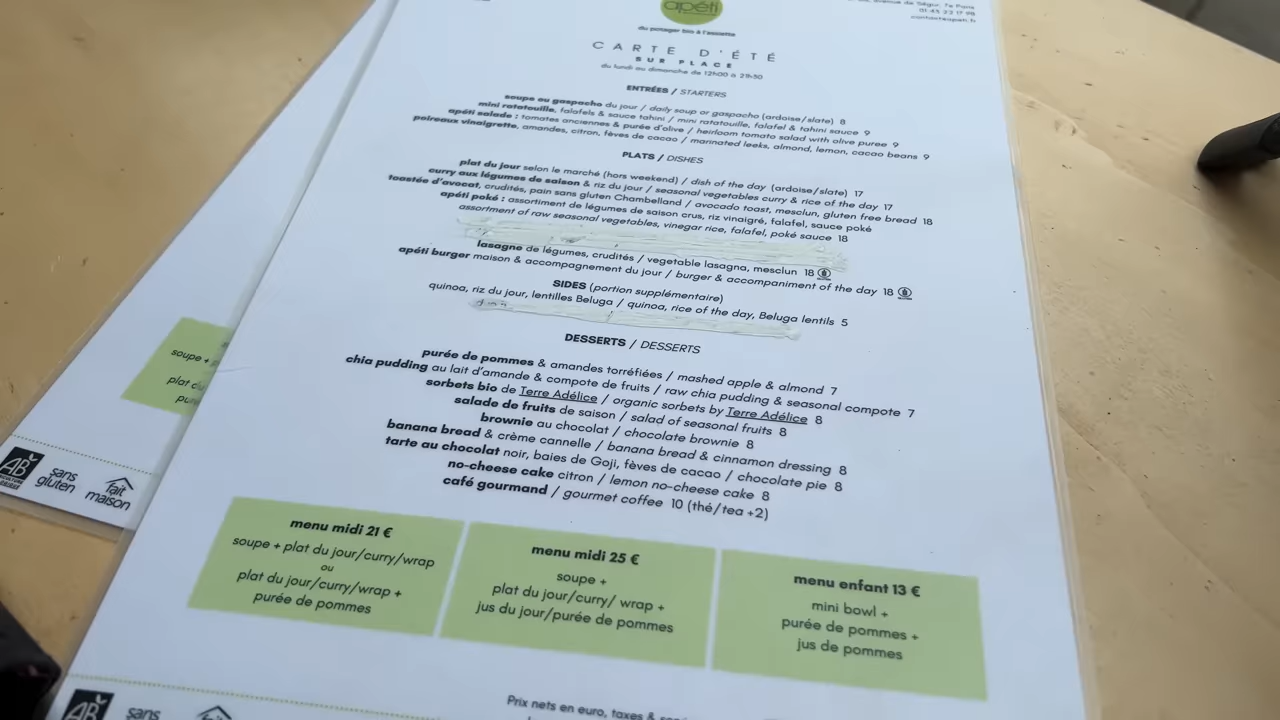 apéti
du potager bio à l'assiette
avenue de Ségur, 7e Paris
CARTE D'ÉTÉ
SUR PLACE
du lundi au dimanche de 12h00 à 21h30
ENTRÉES / STARTERS
soupe ou gaspacho du jour / daily soup or gaspacho (ardoise/slate) 8
mini ratatouille, falafels & sauce tahini / mini ratatouille, falafel & tahini sauce 9
apéti salade : tomates anciennes & purée d'olive / heirloom tomato salad with olive puree 9
poireaux vinaigrette, amandes, citron, fèves de cacao / marinated leeks, almond, lemon, cacao beans 9
PLATS / DISHES
plat du jour selon le marché (hors weekend) / dish of the day (ardoise/slate) 17
curry aux légumes de saison & riz du jour / seasonal vegetables curry & rice of the day 17
toastée d'avocat, crudités, pain sans gluten Chambelland / avocado toast, mesclun, gluten free bread 18
apéti poké : assortiment de légumes de saison crus, riz vinaigré, falafel, sauce poké
assortment of raw seasonal vegetables, vinegar rice, falafel, poké sauce 18
lasagne de légumes, crudités / vegetable lasagna, mesclun 18
apéti burger maison & accompagnement du jour / burger & accompaniment of the day 18
SIDES (portion supplémentaire)
quinoa, riz du jour, lentilles Beluga / quinoa, rice of the day, Beluga lentils 5
DESSERTS / DESSERTS
purée de pommes & amandes torréfiées / mashed apple & almond 7
chia pudding au lait d'amande & compote de fruits / raw chia pudding & seasonal compote 7
sorbets bio de Terre Adélice / organic sorbets by Terre Adélice 8
salade de fruits de saison / salad of seasonal fruits 8
brownie au chocolat / chocolate brownie 8
banana bread & crème cannelle / banana bread & cinnamon dressing 8
tarte au chocolat noir, baies de Goji, fèves de cacao / chocolate pie 8
no-cheese cake citron / lemon no-cheese cake 8
café gourmand / gourmet coffee 10 (thé/tea +2)
menu midi 21 €
soupe + plat du jour/curry/wrap
ou
plat du jour/curry/wrap +
purée de pommes
menu midi 25 €
soupe +
plat du jour/curry/ wrap +
jus du jour/purée de pommes
menu enfant 13 €
mini bowl +
purée de pommes +
jus de pommes
Prix nets en euro, taxes &
AB
sans
fait
soupe +
plat du
AB
sans
gluten
fait
maison